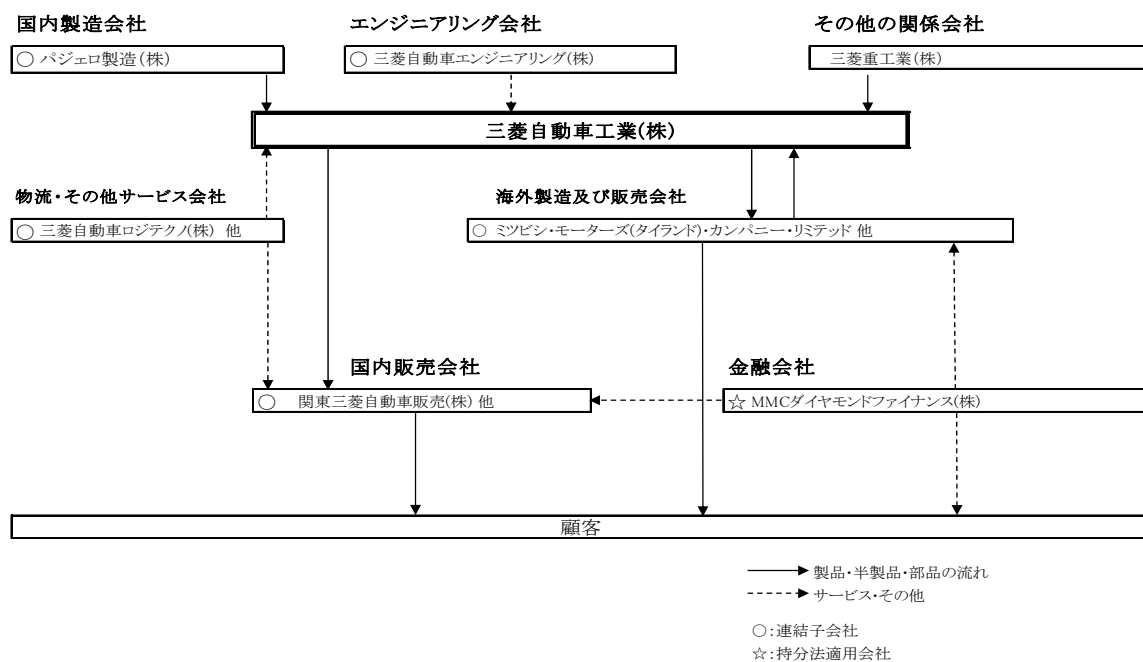 国内製造会社
エンジニアリング会社
その他の関係会社
○ パジェロ製造(株)
○ 三菱自動車エンジニアリング(株)
三菱重工業(株)
三菱自動車工業(株)
物流・その他サービス会社
海外製造及び販売会社
○ 三菱自動車ロジテクノ(株) 他
○ ミツビシ・モーターズ(タイランド)・カンパニー・リミテッド 他
国内販売会社
金融会社
○ 関東三菱自動車販売(株) 他
☆ MMCダイヤモンドファイナンス(株)
顧客
製品・半製品・部品の流れ
サービス・その他
○:連結子会社
☆:持分法適用会社